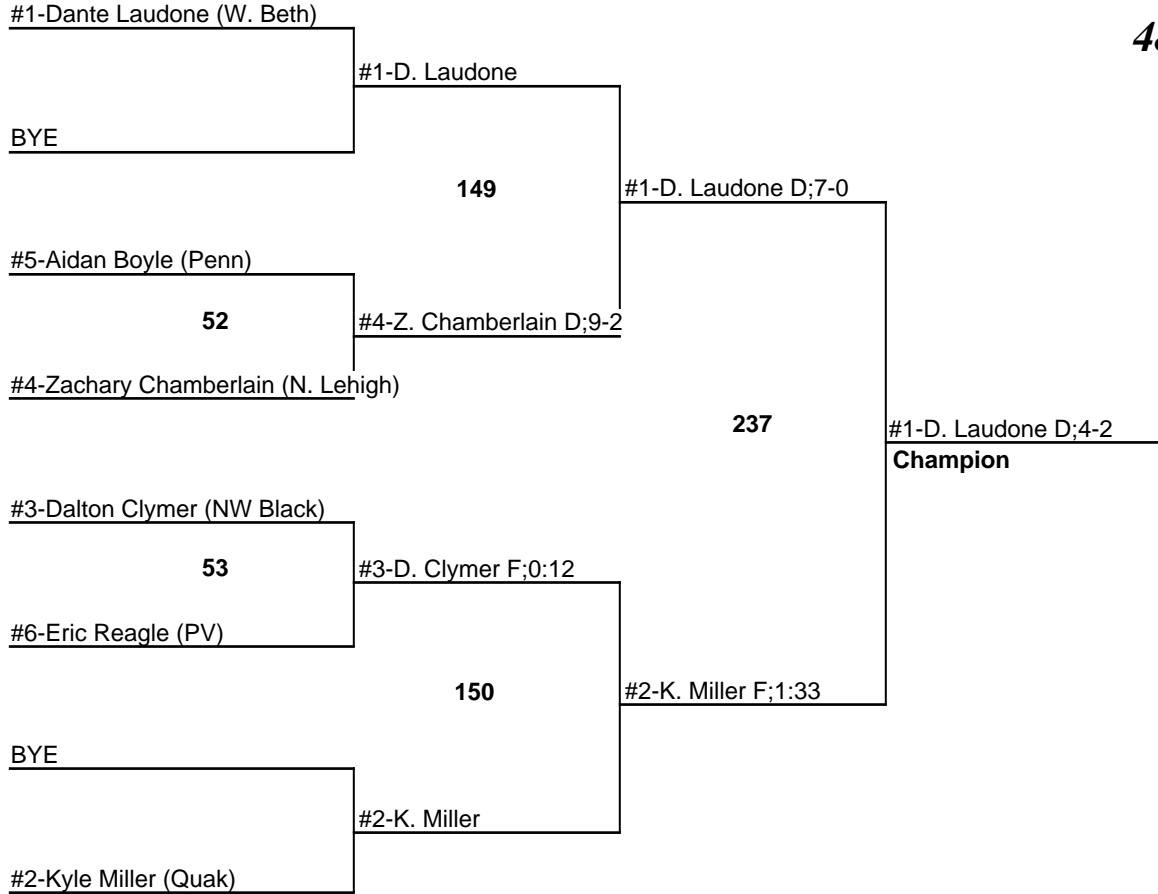 #1-Dante Laudone (W. Beth)
#1-D. Laudone
BYE
149
#1-D. Laudone D;7-0
#5-Aidan Boyle (Penn)
52
#4-Z. Chamberlain D;9-2
#4-Zachary Chamberlain (N. Lehigh)
237
#1-D. Laudone D;4-2
Champion
#3-Dalton Clymer (NW Black)
53
#3-D. Clymer F;0:12
#6-Eric Reagle (PV)
150
#2-K. Miller F;1:33
BYE
#2-K. Miller
#2-Kyle Miller (Quak)